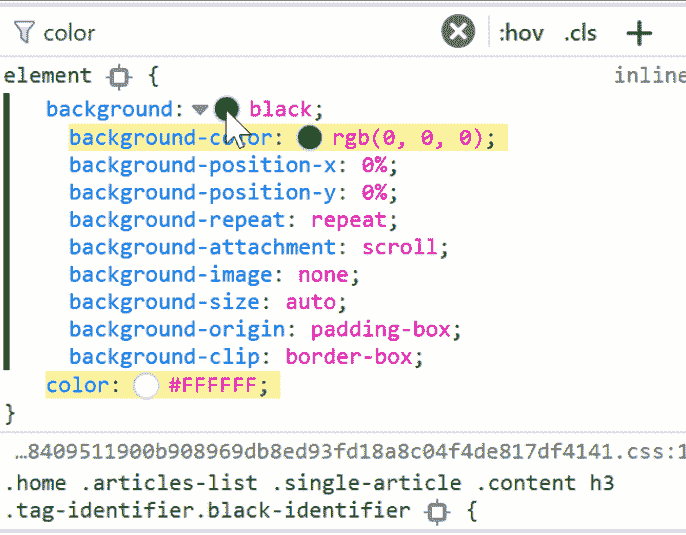 color :hov .cls +
element { inline
background: black;
background-color: rgb(0, 0, 0);
background-position-x: 0%;
background-position-y: 0%;
background-repeat: repeat;
background-attachment: scroll;
background-image: none;
background-size: auto;
background-origin: padding-box;
background-clip: border-box;
color: #FFFFFF;
}
…8409511900b908969db8ed93fd18a8c04f4de817df4141.css:1
.home .articles-list .single-article .content h3
.tag-identifier.black-identifier {